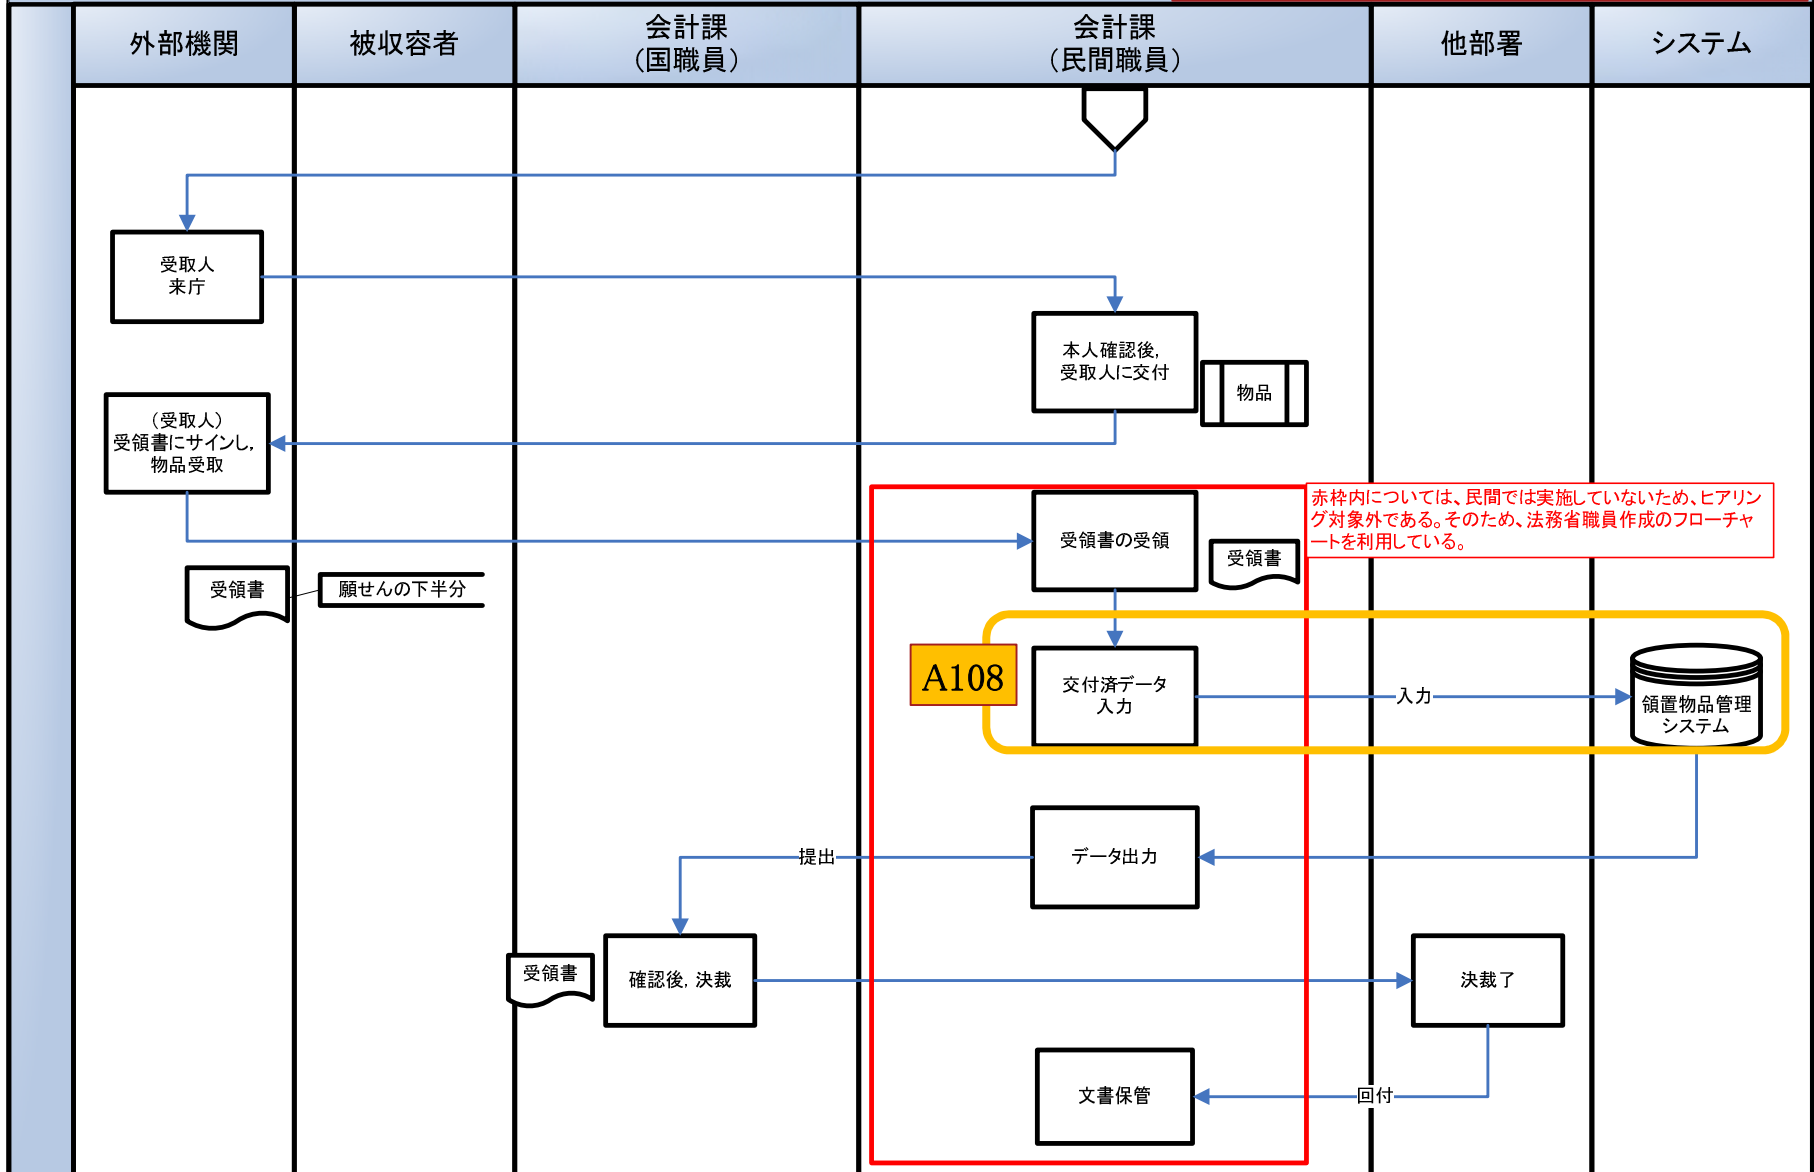 外部機関
被収容者
会計課
（国職員）
会計課
（民間職員）
他部署
システム
受取人
来庁
本人確認後,
受取人に交付
物品
（受取人）
受領書にサインし,
物品受取
赤枠内については、民間では実施していないため、ヒアリン
グ対象外である。そのため、法務省職員作成のフローチャ
ートを利用している。
受領書の受領
受領書
受領書
願せんの下半分
A108
交付済データ
入力
入力
領置物品管理
システム
データ出力
提出
受領書
確認後, 決裁
決裁了
文書保管
回付